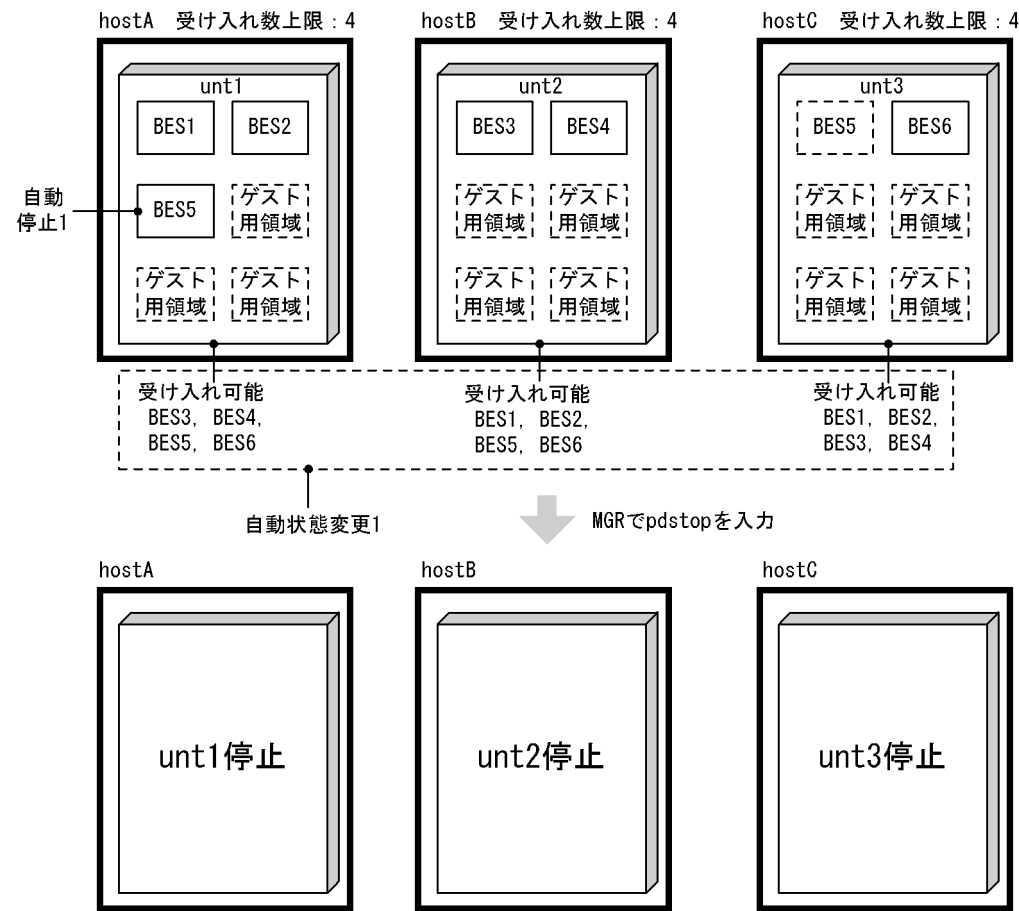 hostA　受け入れ数上限：4
hostB　受け入れ数上限：4
hostC　受け入れ数上限：4
unt1
BES1
BES2
BES5
ゲスト
用領域
ゲスト
用領域
ゲスト
用領域
自動
停止1
unt2
BES3
BES4
ゲスト
用領域
ゲスト
用領域
ゲスト
用領域
ゲスト
用領域
unt3
BES5
BES6
ゲスト
用領域
ゲスト
用領域
ゲスト
用領域
ゲスト
用領域
受け入れ可能
BES3, BES4,
BES5, BES6
受け入れ可能
BES1, BES2,
BES5, BES6
受け入れ可能
BES1, BES2,
BES3, BES4
自動状態変更1
MGRでpdstopを入力
hostA
hostB
hostC
unt1停止
unt2停止
unt3停止